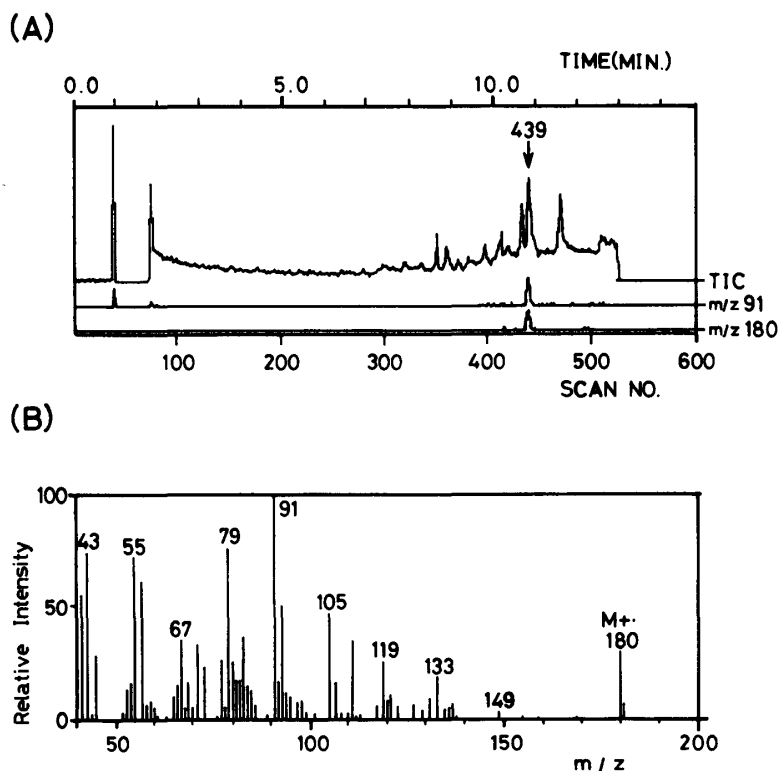 (A)
TIME(MIN.)
0.0 5.0 10.0
439
TIC
m/z 91
m/z 180
100 200 300 400 500 600
SCAN NO.
(B)
Relative Intensity
100
50
0
43
55
67
79
91
105
119
133
149
M+·
180
50 100 150 200
m/z